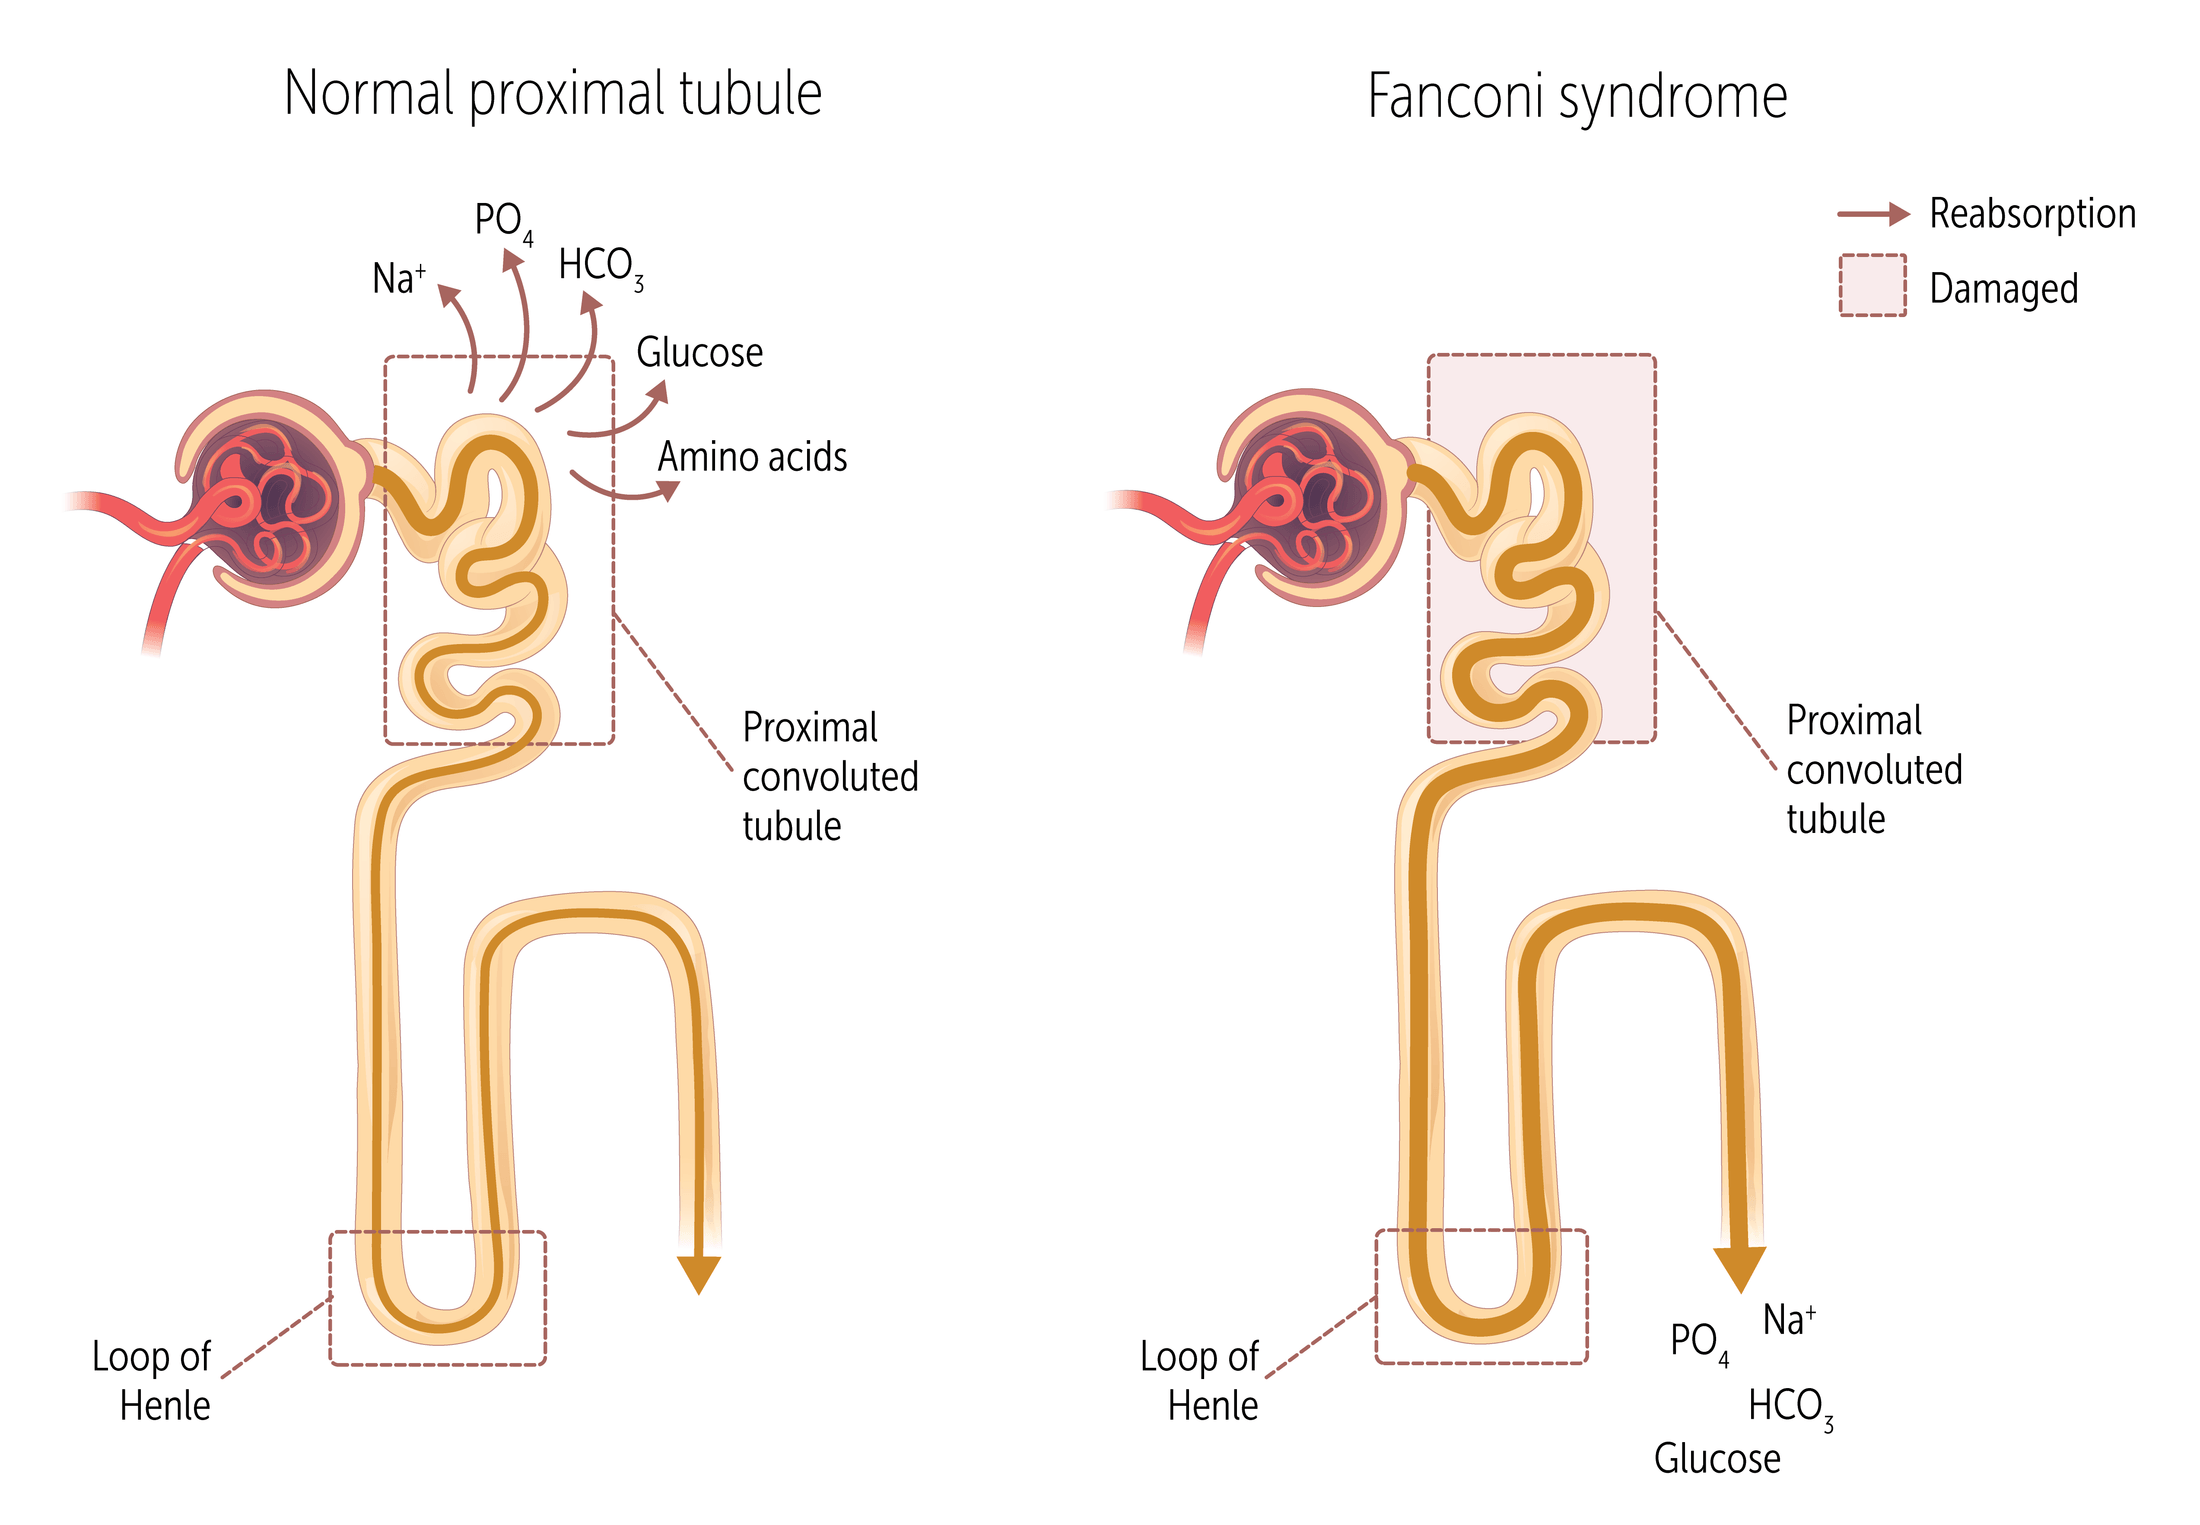 Normal proximal tubule
PO₄
Na⁺
HCO₃
Glucose
Amino acids
Proximal
convoluted
tubule
Loop of
Henle
Fanconi syndrome
Reabsorption
Damaged
Proximal
convoluted
tubule
Loop of
Henle
Na⁺
PO₄
HCO₃
Glucose